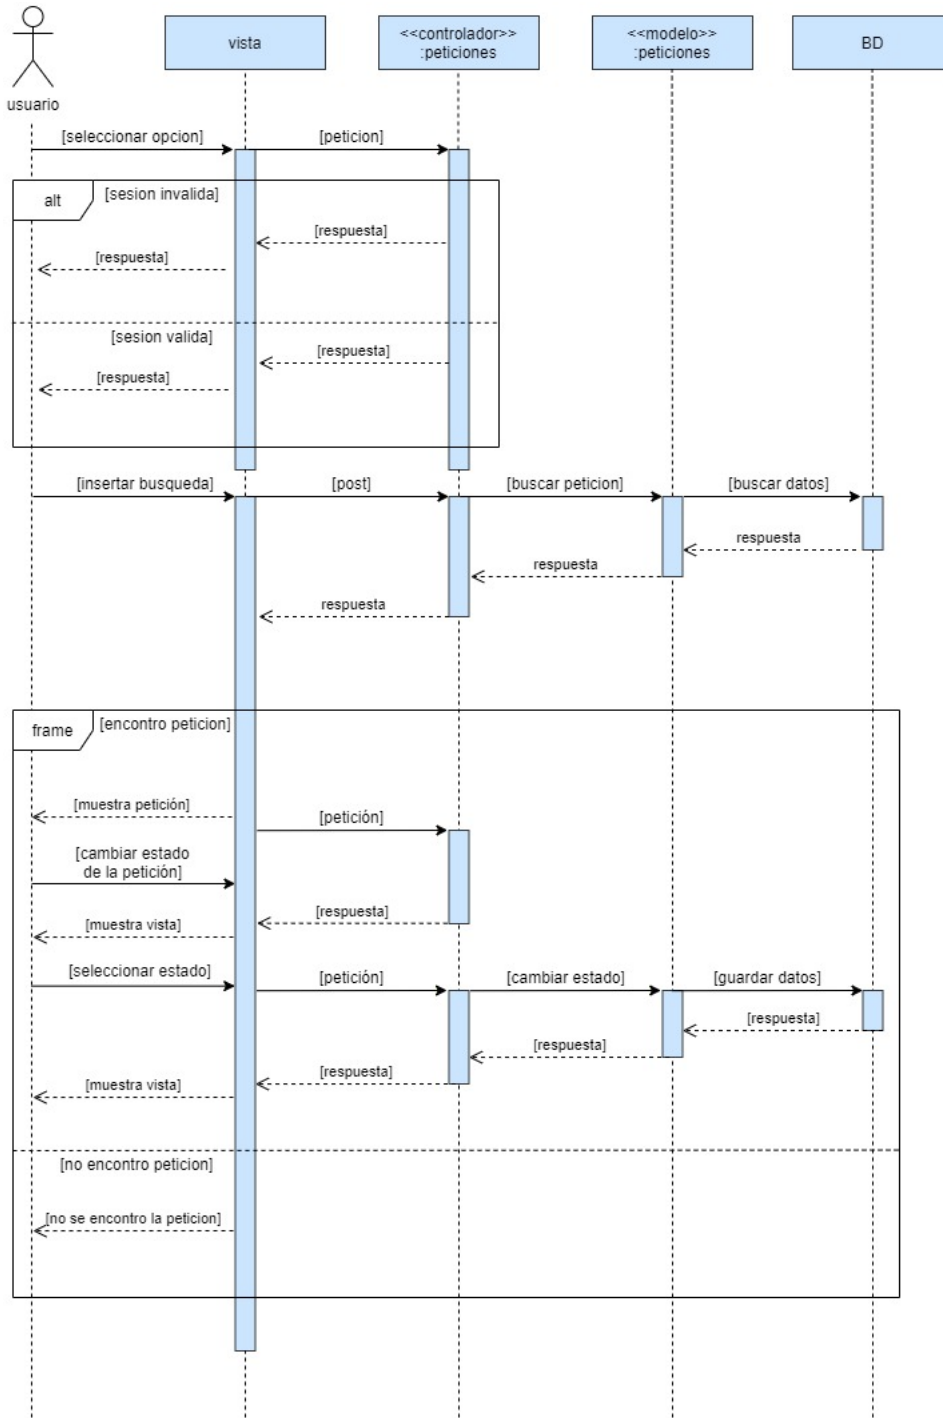 usuario
vista
<<controlador>>
:peticiones
<<modelo>>
:peticiones
BD
[seleccionar opcion]
[peticion]
alt
[sesion invalida]
[respuesta]
[respuesta]
[sesion valida]
[respuesta]
[respuesta]
[insertar busqueda]
[post]
[buscar peticion]
[buscar datos]
respuesta
respuesta
respuesta
frame
[encontro peticion]
[muestra petición]
[petición]
[cambiar estado
de la petición]
[respuesta]
[muestra vista]
[seleccionar estado]
[petición]
[cambiar estado]
[guardar datos]
[respuesta]
[respuesta]
[respuesta]
[muestra vista]
[no encontro peticion]
[no se encontro la peticion]